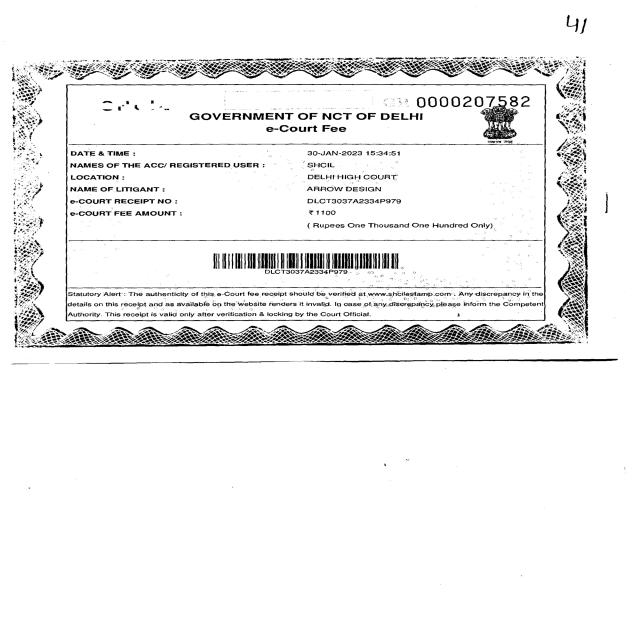 41
0000207582
GOVERNMENT OF NCT OF DELHI
e-Court Fee
DATE & TIME : 30-JAN-2023 15:34:51
NAMES OF THE ACC/ REGISTERED USER : SHCIL
LOCATION : DELHI HIGH COURT
NAME OF LITIGANT : ARROW DESIGN
e-COURT RECEIPT NO : DLCT3037A2334P979
e-COURT FEE AMOUNT : ₹ 1100
( Rupees One Thousand One Hundred Only)
DLCT3037A2334P979
Statutory Alert : The authenticity of this e-Court fee receipt should be verified at www.shcilestamp.com . Any discrepancy in the
details on this receipt and as available on the website renders it invalid. In case of any discrepancy please inform the Competent
Authority. This receipt is valid only after verification & locking by the Court Official.